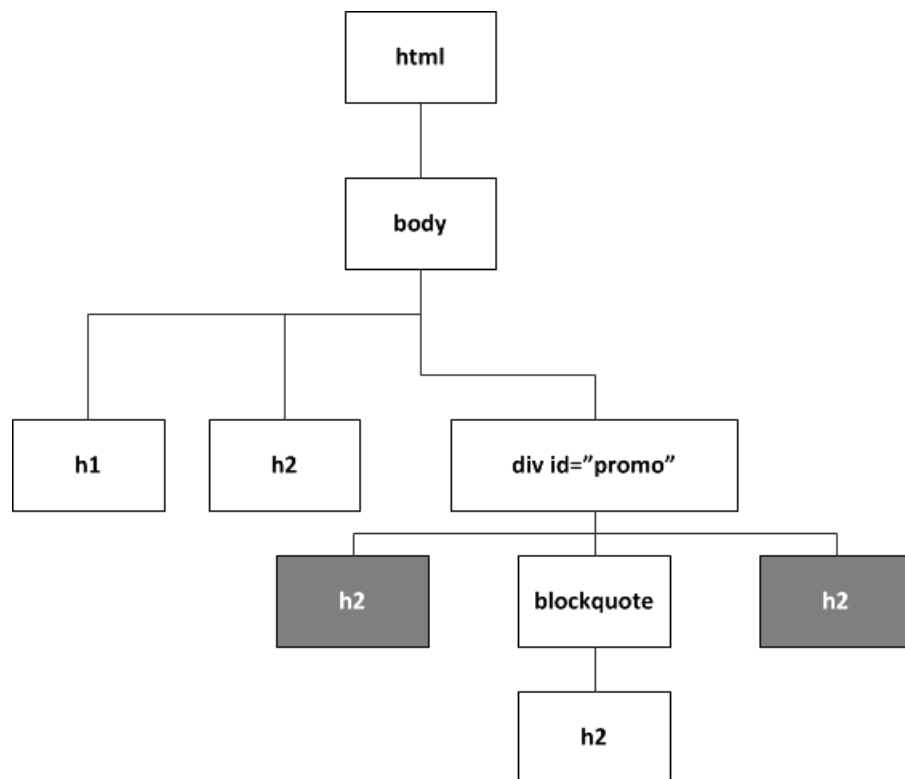 html
body
h1
h2
div id=”promo”
h2
blockquote
h2
h2